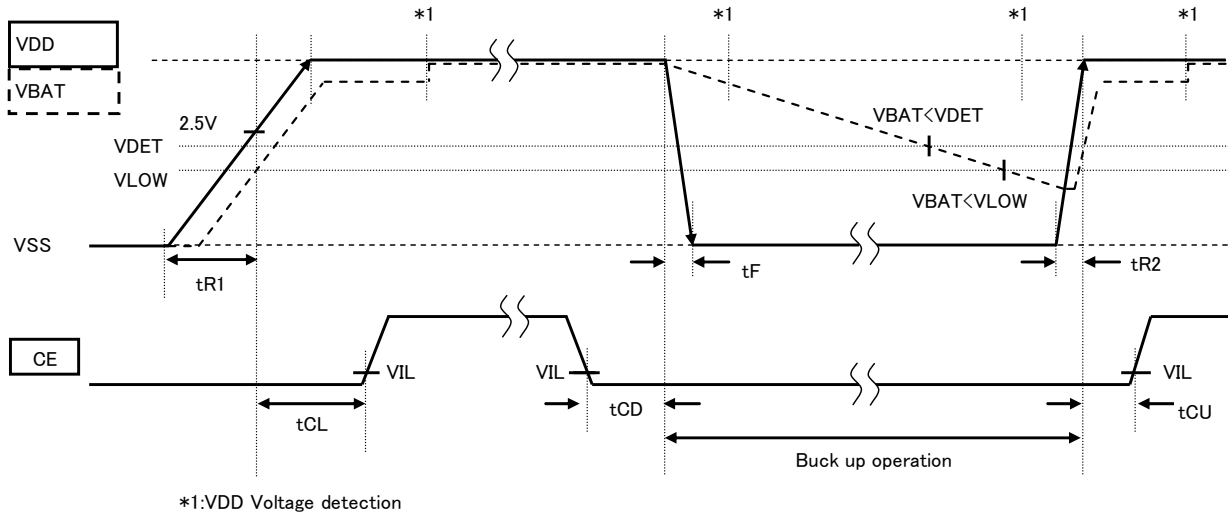 *1 *1 *1 *1
VDD
VBAT
2.5V
VBAT<VDET
VDET
VLOW
VBAT<VLOW
VSS
tR1 tF tR2
CE
VIL VIL VIL
tCL tCD tCU
Buck up operation
*1:VDD Voltage detection